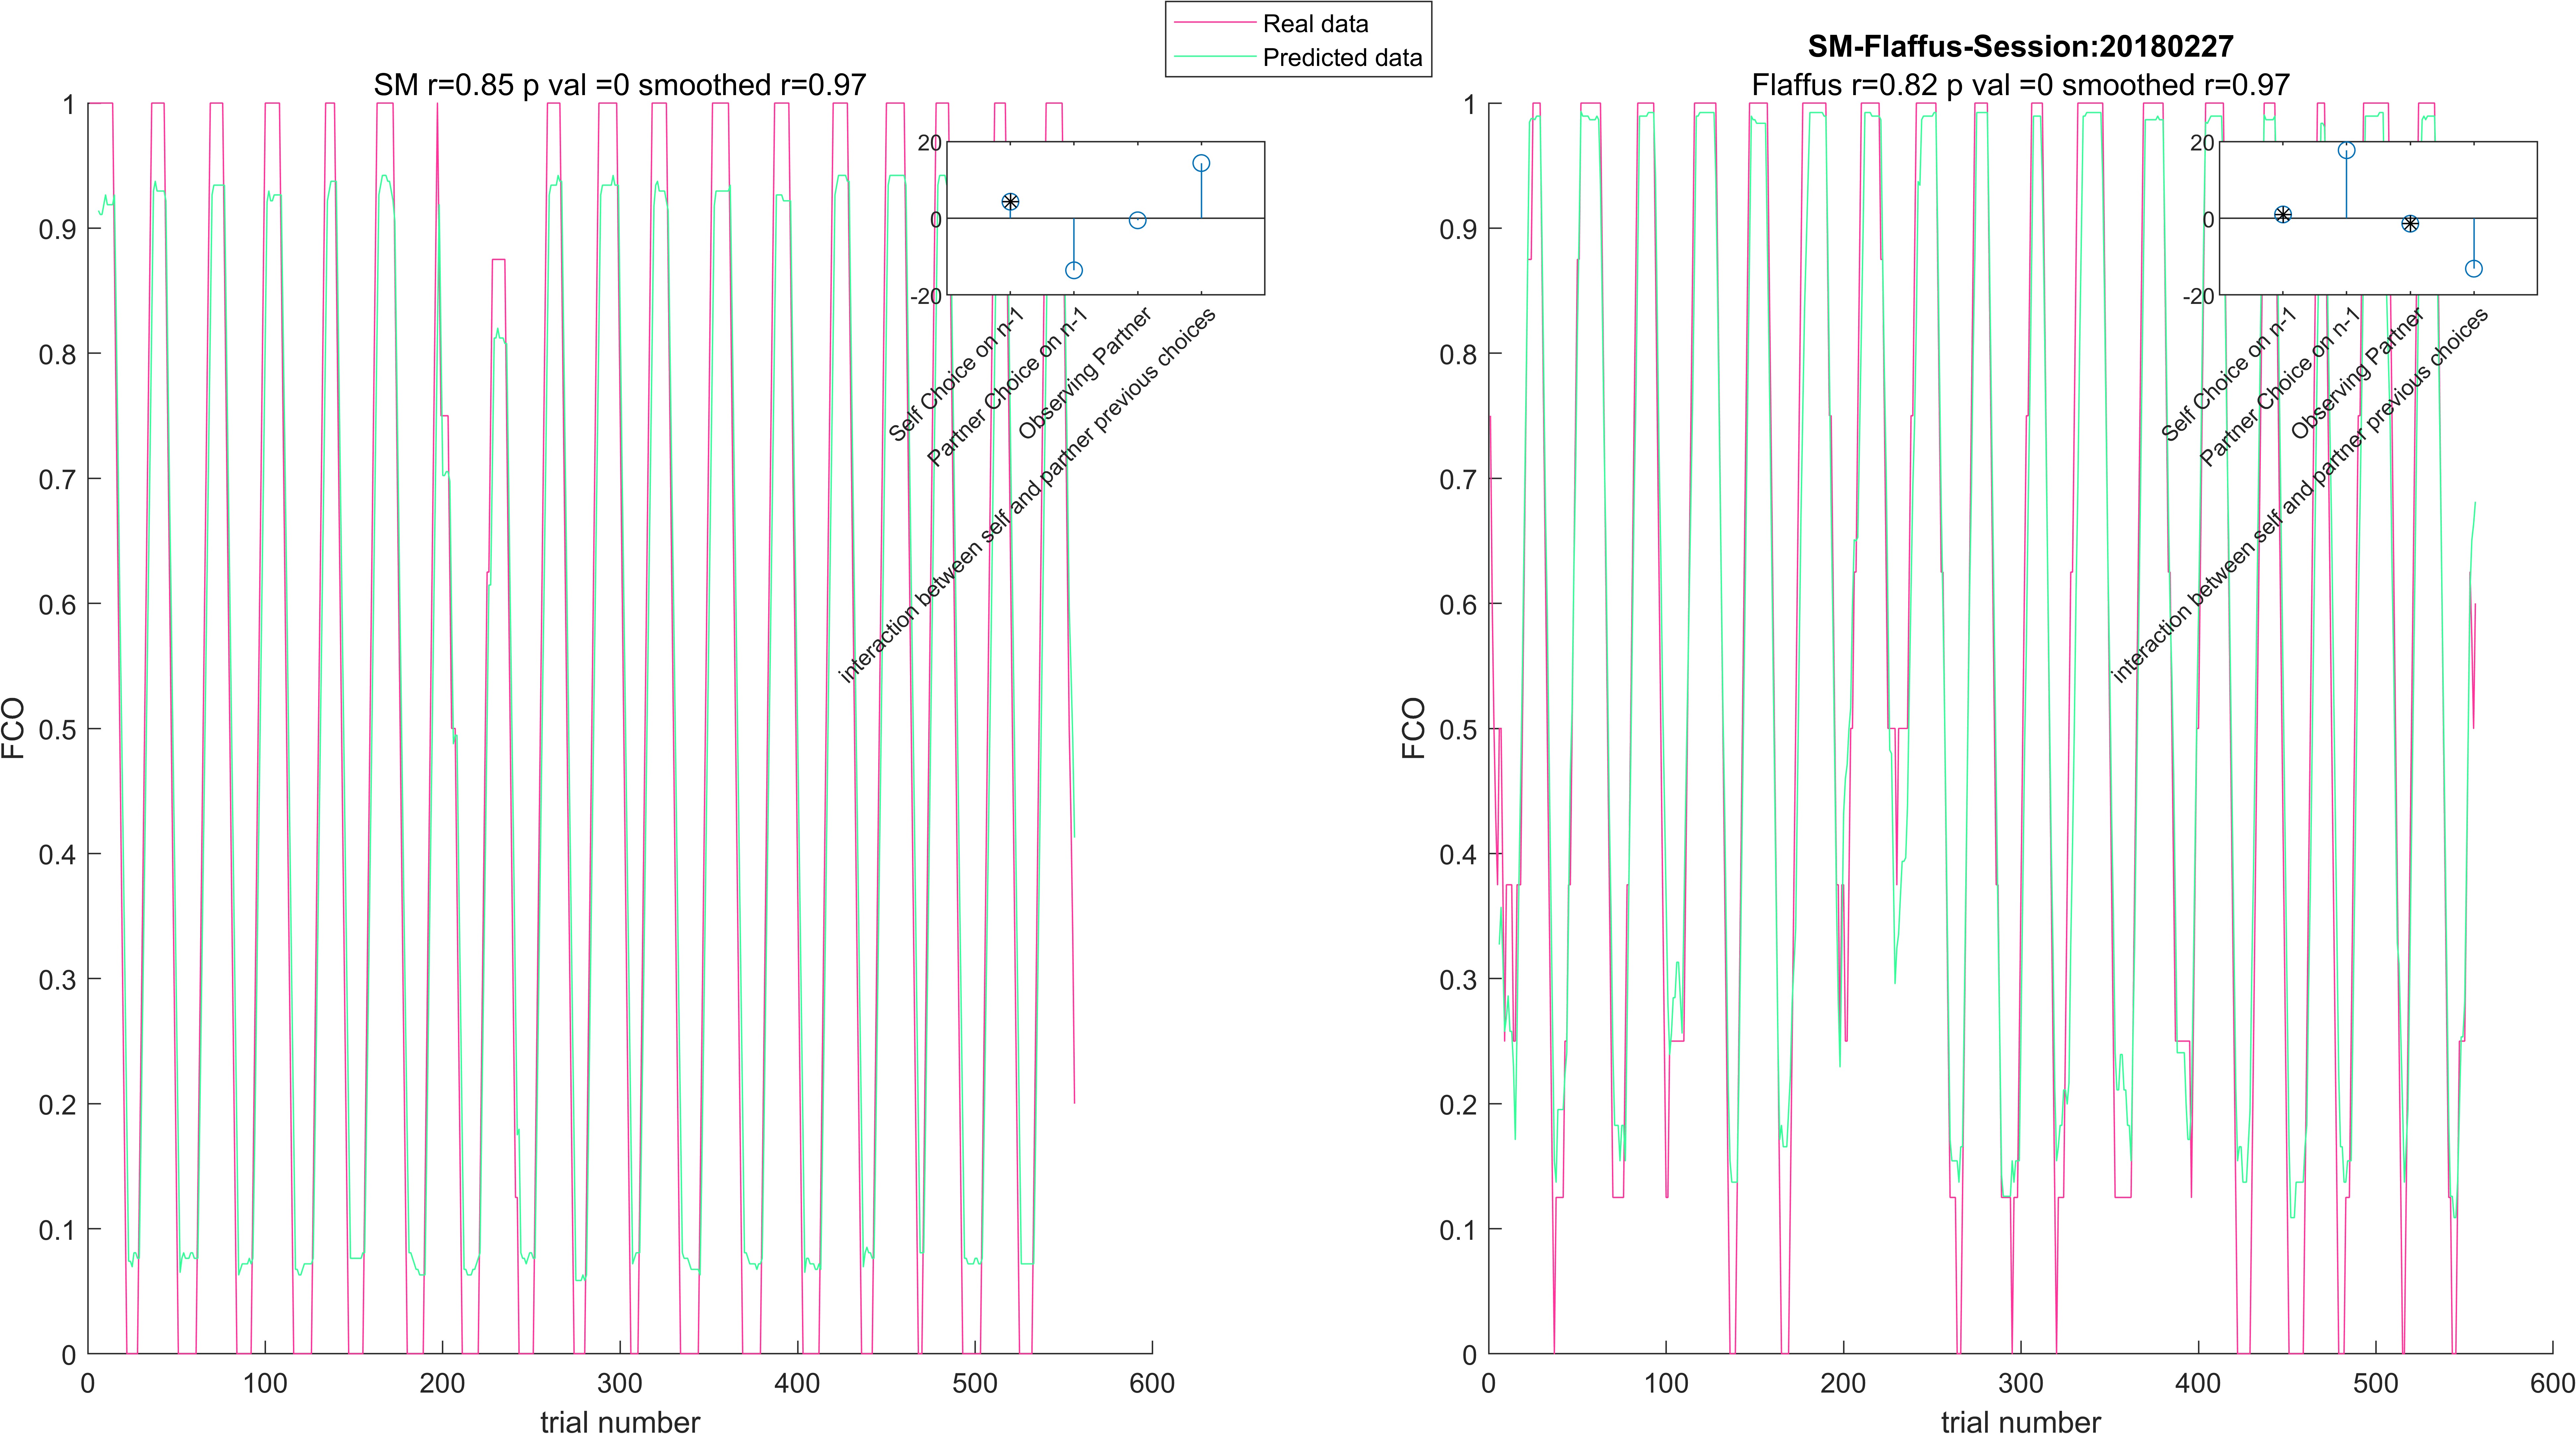 Real data
Predicted data
SM r=0.85 p val =0 smoothed r=0.97
1
0.9
0.8
0.7
0.6
0.5
0.4
0.3
0.2
0.1
0
FCO
0
100
200
300
400
500
600
trial number
20
0
-20
Self Choice on n-1
Partner Choice on n-1
Observing Partner
interaction between self and partner previous choices
SM-Flaffus-Session:20180227
Flaffus r=0.82 p val =0 smoothed r=0.97
1
0.9
0.8
0.7
0.6
0.5
0.4
0.3
0.2
0.1
0
FCO
0
100
200
300
400
500
600
trial number
20
0
-20
Self Choice on n-1
Partner Choice on n-1
Observing Partner
interaction between self and partner previous choices